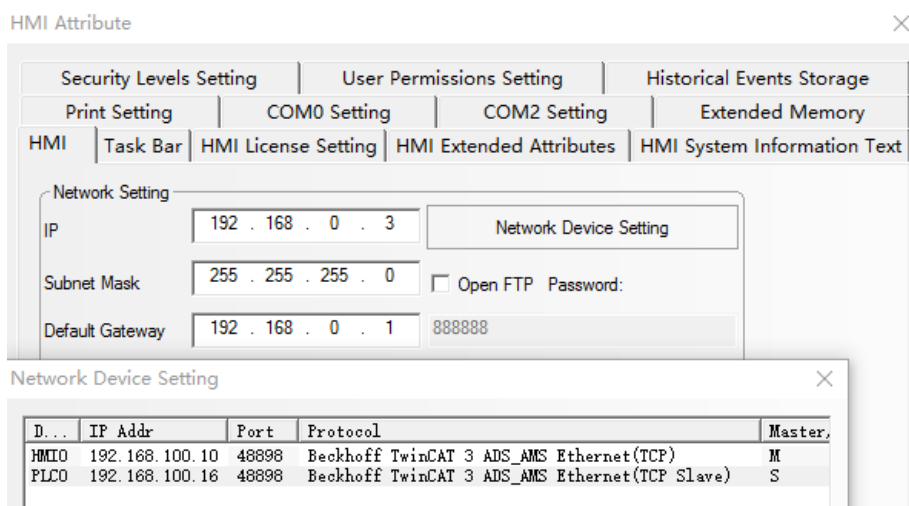 HMI Attribute
Security Levels Setting User Permissions Setting Historical Events Storage
Print Setting COM0 Setting COM2 Setting Extended Memory
HMI Task Bar HMI License Setting HMI Extended Attributes HMI System Information Text
Network Setting
IP 192 . 168 . 0 . 3 Network Device Setting
Subnet Mask 255 . 255 . 255 . 0 Open FTP Password:
Default Gateway 192 . 168 . 0 . 1 888888
Network Device Setting
D... IP Addr Port Protocol Master,
HMI0 192.168.100.10 48898 Beckhoff TwinCAT 3 ADS_AMS Ethernet(TCP) M
PLC0 192.168.100.16 48898 Beckhoff TwinCAT 3 ADS_AMS Ethernet(TCP Slave) S